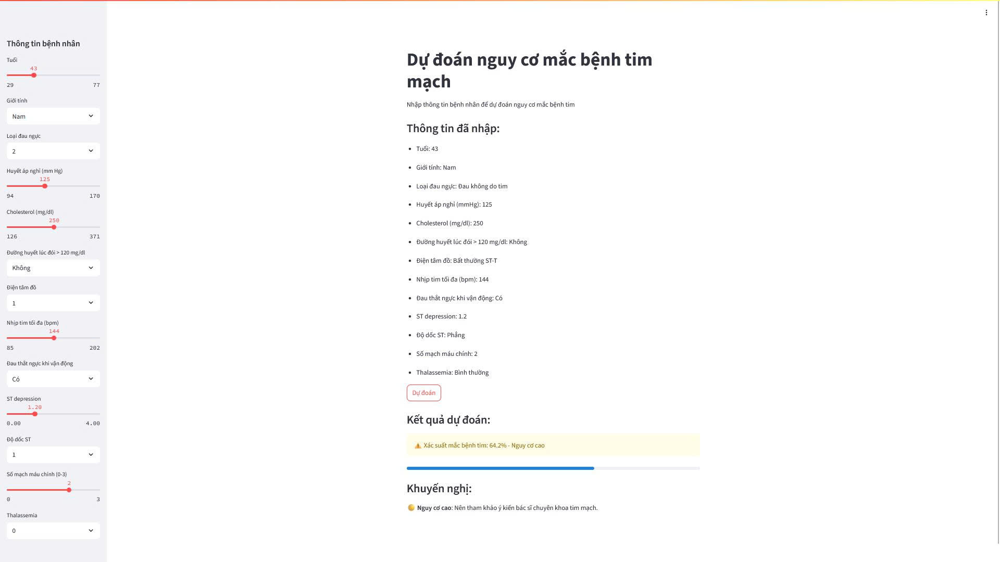 Thông tin bệnh nhân
Tuổi
43
29 77
Giới tính
Nam
Loại đau ngực
2
Huyết áp nghỉ (mm Hg)
125
94 170
Cholesterol (mg/dl)
250
126 371
Đường huyết lúc đói > 120 mg/dl
Không
Điện tâm đồ
1
Nhịp tim tối đa (bpm)
144
85 202
Đau thắt ngực khi vận động
Có
ST depression
1.20
0.00 4.00
Độ dốc ST
1
Số mạch máu chính (0-3)
2
0 3
Thalassemia
0
Dự đoán nguy cơ mắc bệnh tim
mạch
Nhập thông tin bệnh nhân để dự đoán nguy cơ mắc bệnh tim
Thông tin đã nhập:
• Tuổi: 43
• Giới tính: Nam
• Loại đau ngực: Đau không do tim
• Huyết áp nghỉ (mmHg): 125
• Cholesterol (mg/dl): 250
• Đường huyết lúc đói > 120 mg/dl: Không
• Điện tâm đồ: Bất thường ST-T
• Nhịp tim tối đa (bpm): 144
• Đau thắt ngực khi vận động: Có
• ST depression: 1.2
• Độ dốc ST: Phẳng
• Số mạch máu chính: 2
• Thalassemia: Bình thường
Dự đoán
Kết quả dự đoán:
⚠️ Xác suất mắc bệnh tim: 64.2% - Nguy cơ cao
Khuyến nghị:
🟡 Nguy cơ cao: Nên tham khảo ý kiến bác sĩ chuyên khoa tim mạch.